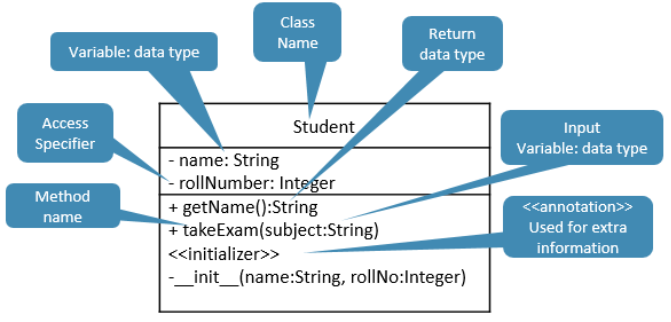 Class
Name
Return
data type
Variable: data type
Access
Specifier
Student
Input
Variable: data type
- name: String
- rollNumber: Integer
Method
name
+ getName():String
+ takeExam(subject:String)
<<initializer>>
-__init__(name:String, rollNo:Integer)
<<annotation>>
Used for extra
information